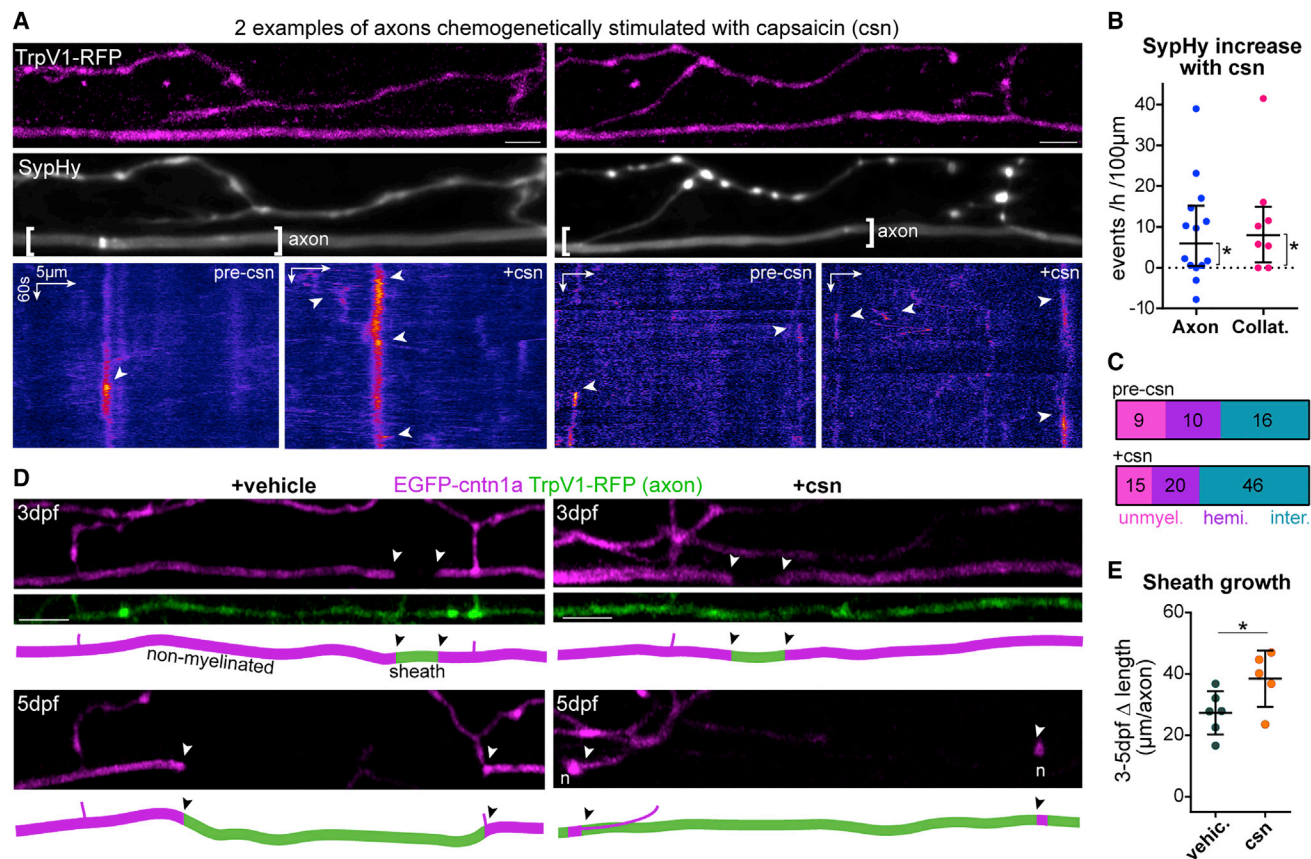 A
2 examples of axons chemogenetically stimulated with capsaicin (csn)
TrpV1-RFP
SypHy
[ ] axon
[ ] axon
5µm
60s
pre-csn
+csn
pre-csn
+csn
B
SypHy increase
with csn
events /h /100µm
50
40
30
20
10
0
-10
*
*
Axon Collat.
C
pre-csn
9 10 16
+csn
15 20 46
unmyel. hemi. inter.
D
+vehicle EGFP-cntn1a TrpV1-RFP (axon) +csn
3dpf
3dpf
non-myelinated
sheath
5dpf
5dpf
n
n
E
Sheath growth
3-5dpf Δ length
(µm/axon)
60
40
20
0
*
vehic. csn